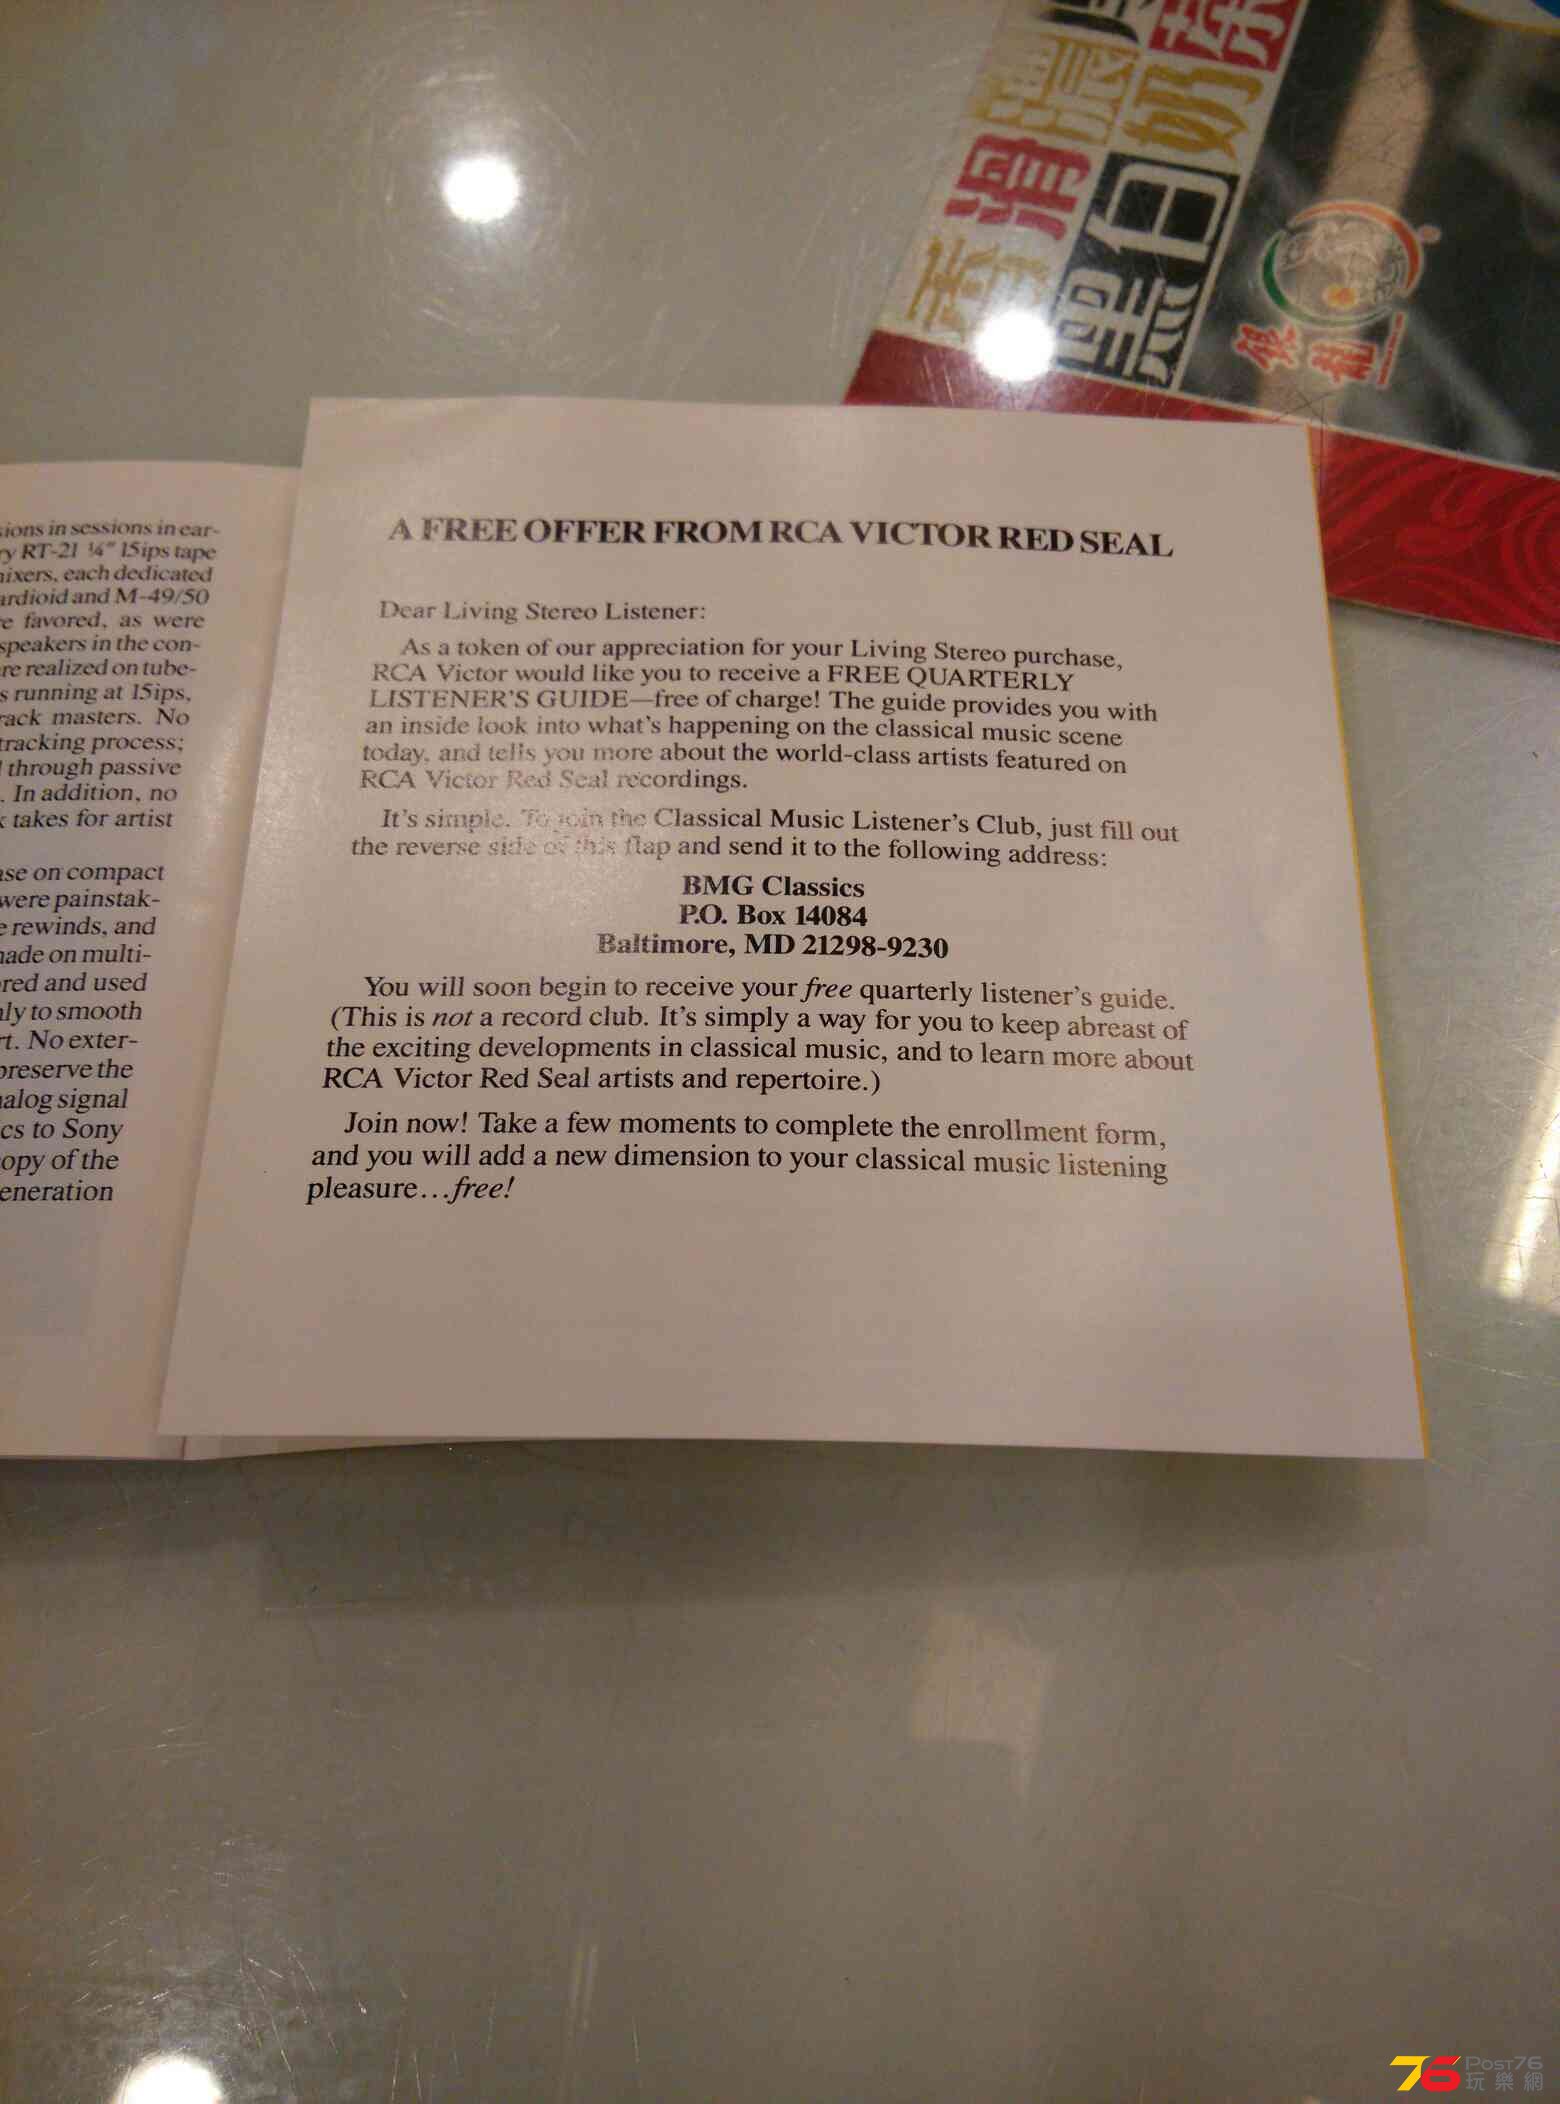 sions in sessions in ear-
y RT-21 ¼" 15ips tape
mixers, each dedicated
ardioid and M-49/50
e favored, as were
speakers in the con-
re realized on tube-
s running at 15ips,
rack masters. No
tracking process;
through passive
. In addition, no
takes for artist
ase on compact
were painstak-
e rewinds, and
made on multi-
red and used
ly to smooth
rt. No exter-
preserve the
nalog signal
cs to Sony
opy of the
eneration
A FREE OFFER FROM RCA VICTOR RED SEAL
Dear Living Stereo Listener:
As a token of our appreciation for your Living Stereo purchase,
RCA Victor would like you to receive a FREE QUARTERLY
LISTENER'S GUIDE—free of charge! The guide provides you with
an inside look into what's happening on the classical music scene
today, and tells you more about the world-class artists featured on
RCA Victor Red Seal recordings.
It's simple. To join the Classical Music Listener's Club, just fill out
the reverse side of this flap and send it to the following address:
BMG Classics
P.O. Box 14084
Baltimore, MD 21298-9230
You will soon begin to receive your free quarterly listener's guide.
(This is not a record club. It's simply a way for you to keep abreast of
the exciting developments in classical music, and to learn more about
RCA Victor Red Seal artists and repertoire.)
Join now! Take a few moments to complete the enrollment form,
and you will add a new dimension to your classical music listening
pleasure...free!
黑白奶
銀龍
76 POST76
玩樂網